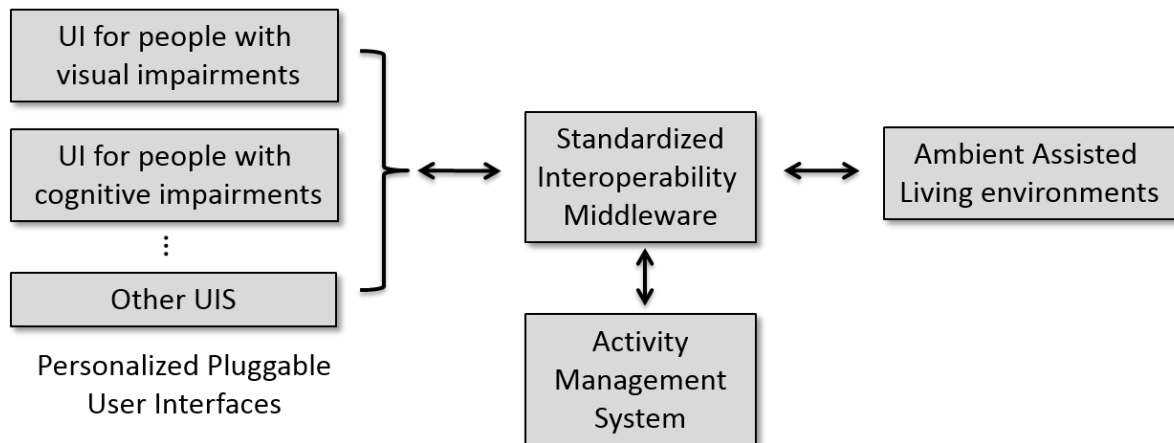 UI for people with
visual impairments
UI for people with
cognitive impairments
⋮
Other UIS
Personalized Pluggable
User Interfaces
Standardized
Interoperability
Middleware
Activity
Management
System
Ambient Assisted
Living environments